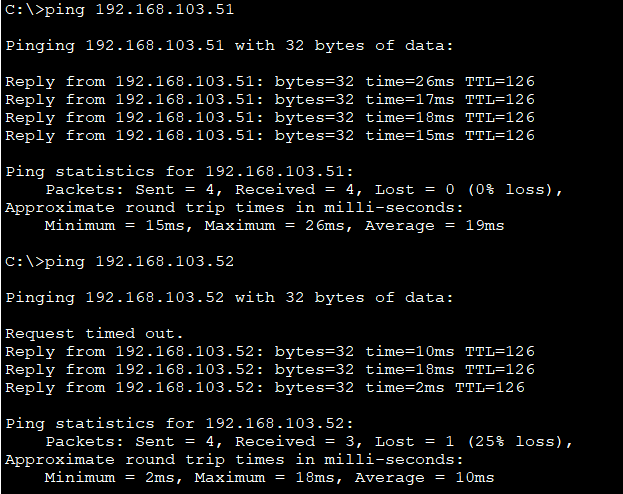 C:\>ping 192.168.103.51
Pinging 192.168.103.51 with 32 bytes of data:
Reply from 192.168.103.51: bytes=32 time=26ms TTL=126
Reply from 192.168.103.51: bytes=32 time=17ms TTL=126
Reply from 192.168.103.51: bytes=32 time=18ms TTL=126
Reply from 192.168.103.51: bytes=32 time=15ms TTL=126
Ping statistics for 192.168.103.51:
    Packets: Sent = 4, Received = 4, Lost = 0 (0% loss),
Approximate round trip times in milli-seconds:
    Minimum = 15ms, Maximum = 26ms, Average = 19ms
C:\>ping 192.168.103.52
Pinging 192.168.103.52 with 32 bytes of data:
Request timed out.
Reply from 192.168.103.52: bytes=32 time=10ms TTL=126
Reply from 192.168.103.52: bytes=32 time=18ms TTL=126
Reply from 192.168.103.52: bytes=32 time=2ms TTL=126
Ping statistics for 192.168.103.52:
    Packets: Sent = 4, Received = 3, Lost = 1 (25% loss),
Approximate round trip times in milli-seconds:
    Minimum = 2ms, Maximum = 18ms, Average = 10ms